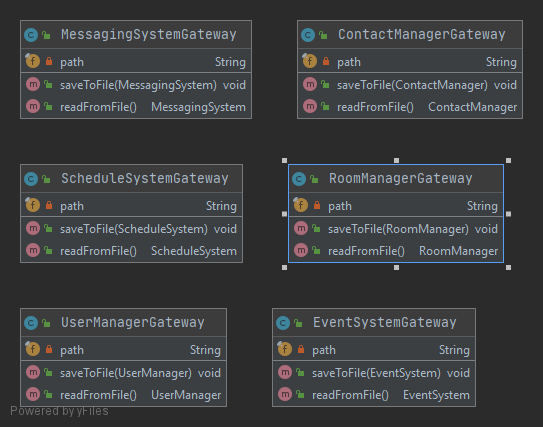 MessagingSystemGateway
path String
saveToFile(MessagingSystem) void
readFromFile() MessagingSystem
ContactManagerGateway
path String
saveToFile(ContactManager) void
readFromFile() ContactManager
ScheduleSystemGateway
path String
saveToFile(ScheduleSystem) void
readFromFile() ScheduleSystem
RoomManagerGateway
path String
saveToFile(RoomManager) void
readFromFile() RoomManager
UserManagerGateway
path String
saveToFile(UserManager) void
readFromFile() UserManager
EventSystemGateway
path String
saveToFile(EventSystem) void
readFromFile() EventSystem
Powered by yFiles